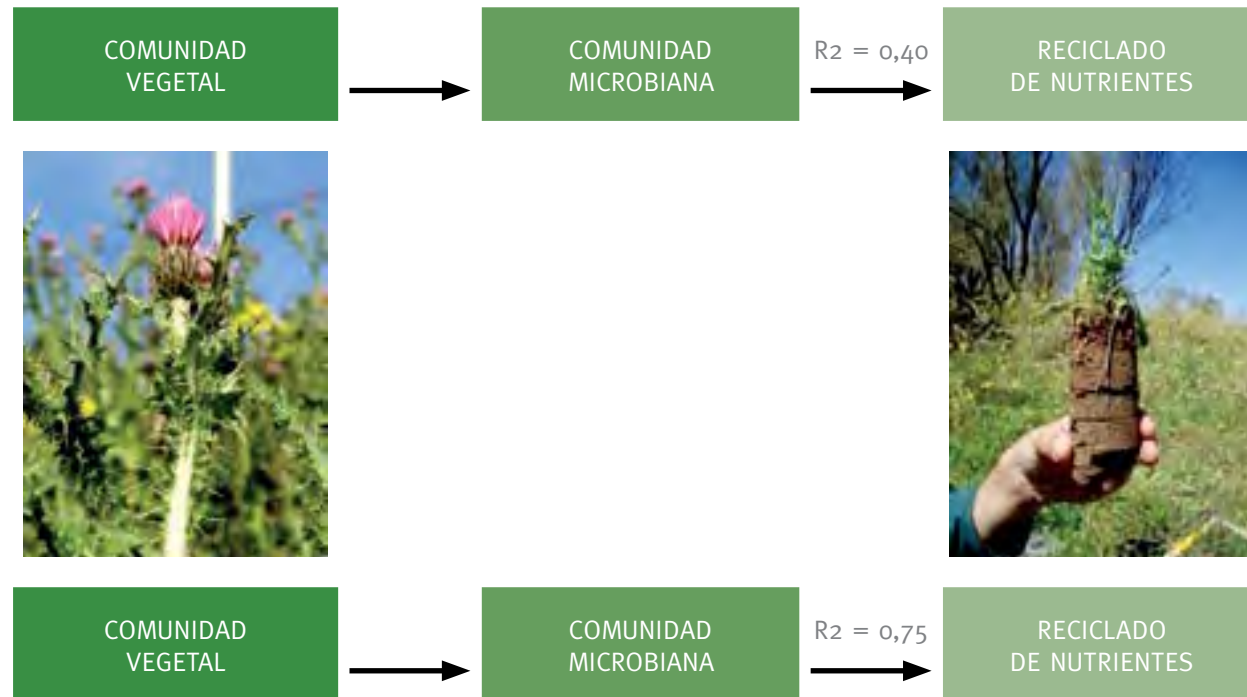 COMUNIDAD
VEGETAL
COMUNIDAD
MICROBIANA
R2 = 0,40
RECICLADO
DE NUTRIENTES
COMUNIDAD
VEGETAL
COMUNIDAD
MICROBIANA
R2 = 0,75
RECICLADO
DE NUTRIENTES